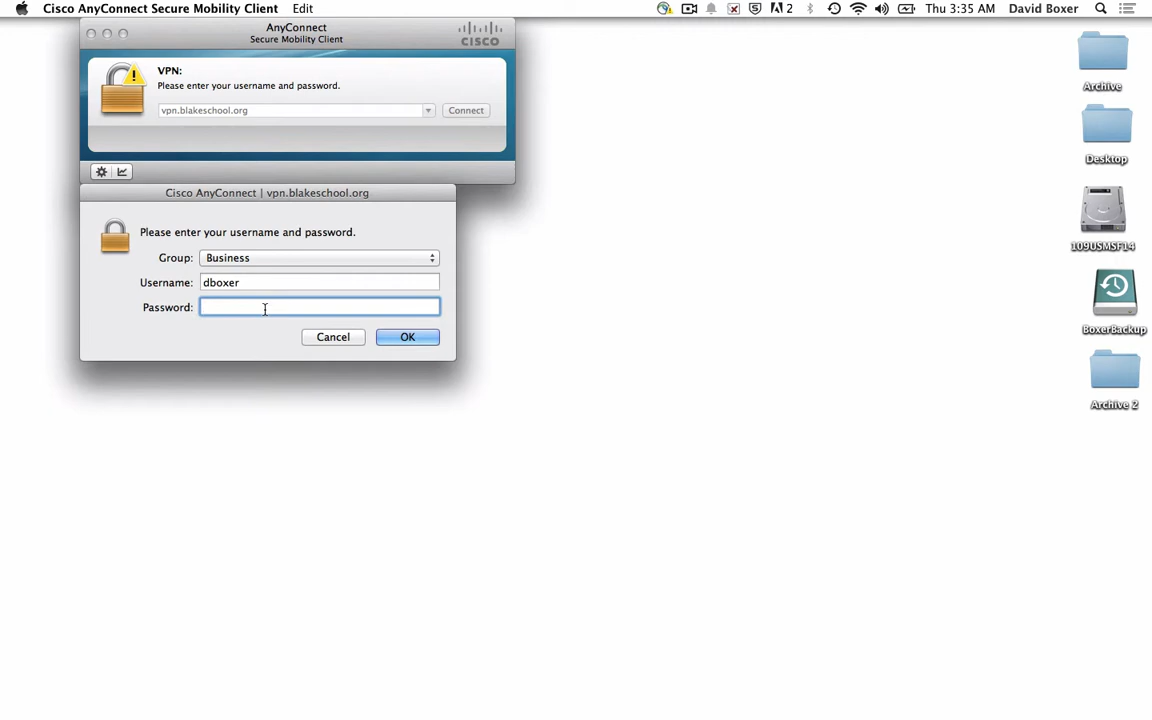 Cisco AnyConnect Secure Mobility Client Edit
2 Thu 3:35 AM David Boxer
AnyConnect
Secure Mobility Client
CISCO
VPN:
Please enter your username and password.
vpn.blakeschool.org
Connect
Cisco AnyConnect | vpn.blakeschool.org
Please enter your username and password.
Group: Business
Username: dboxer
Password:
Cancel OK
Archive
Desktop
109USMSF14
BoxerBackup
Archive 2